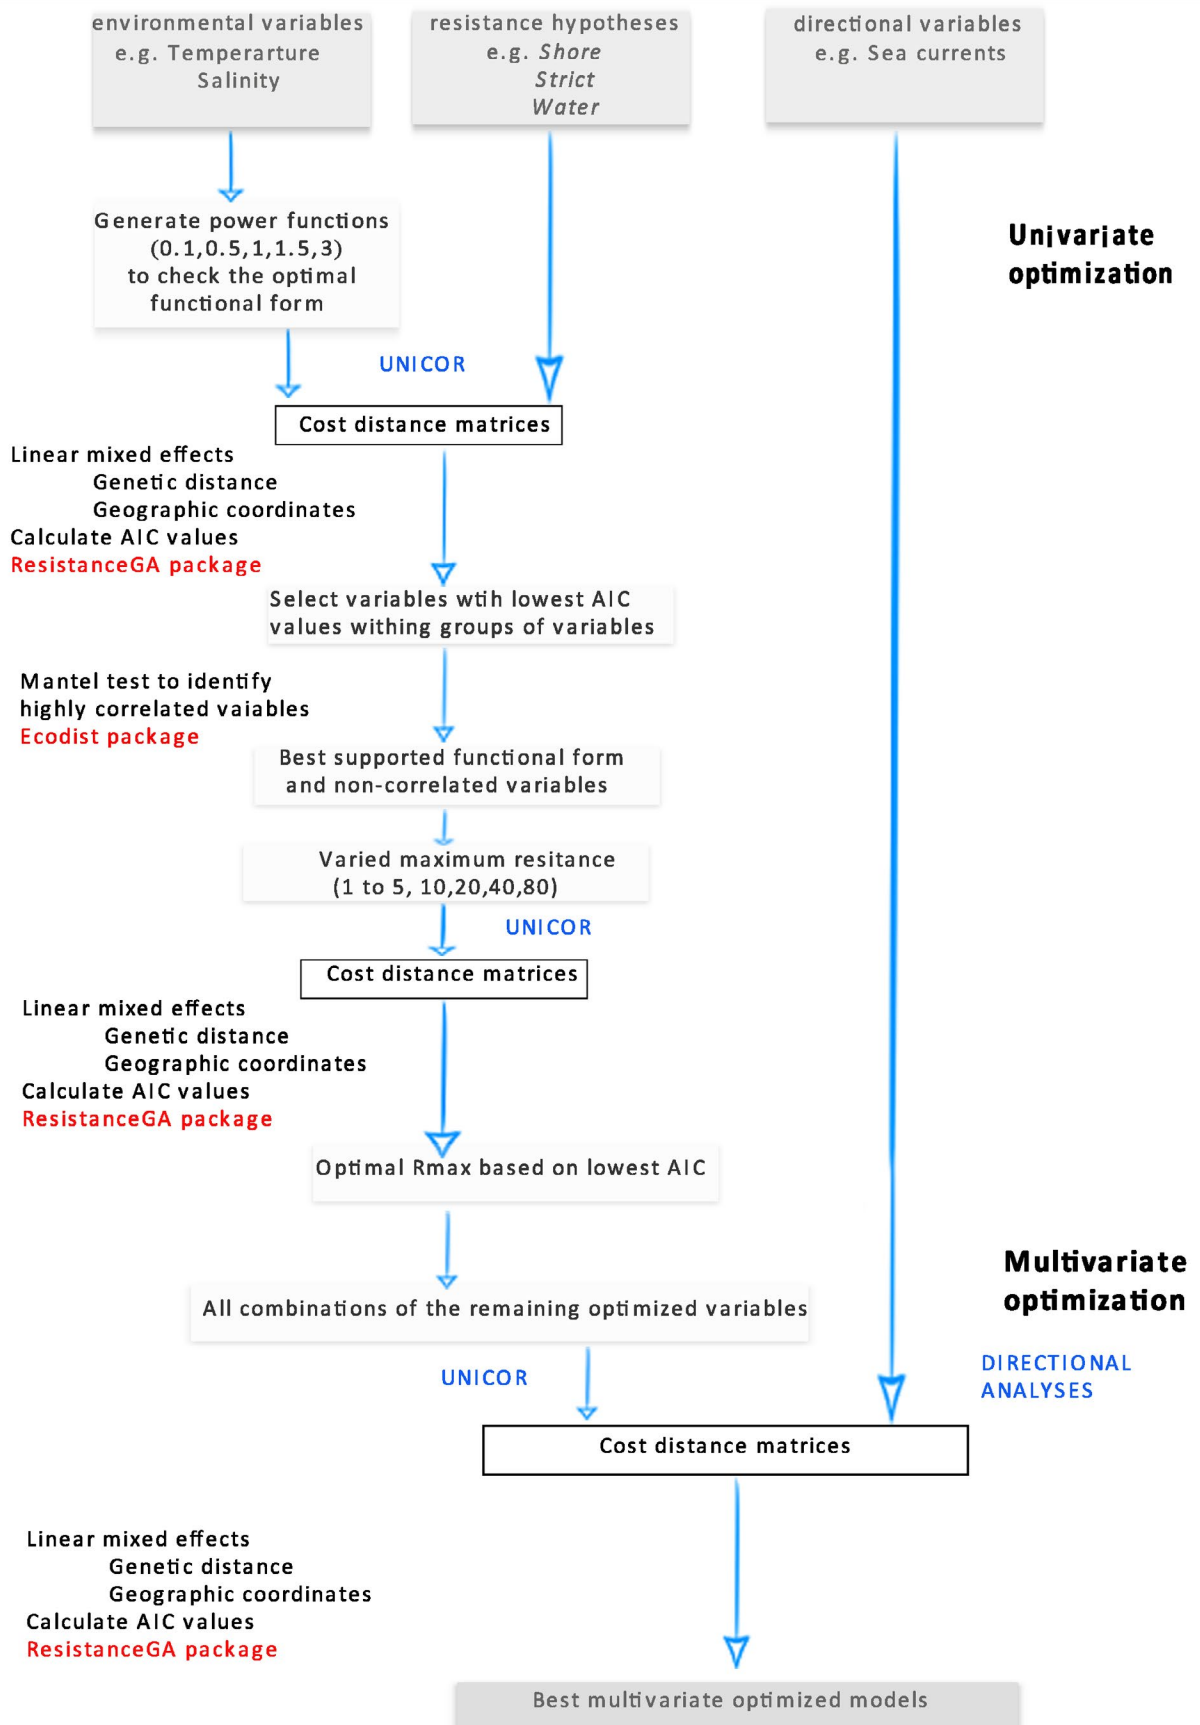 environmental variables
e.g. Temperarture
Salinity
resistance hypotheses
e.g. Shore
Strict
Water
directional variables
e.g. Sea currents
Generate power functions
(0.1,0.5,1,1.5,3)
to check the optimal
functional form
Univariate
optimization
UNICOR
Cost distance matrices
Linear mixed effects
Genetic distance
Geographic coordinates
Calculate AIC values
ResistanceGA package
Select variables wtih lowest AIC
values withing groups of variables
Mantel test to identify
highly correlated vaiables
Ecodist package
Best supported functional form
and non-correlated variables
Varied maximum resitance
(1 to 5, 10,20,40,80)
UNICOR
Cost distance matrices
Linear mixed effects
Genetic distance
Geographic coordinates
Calculate AIC values
ResistanceGA package
Optimal Rmax based on lowest AIC
Multivariate
optimization
All combinations of the remaining optimized variables
UNICOR
DIRECTIONAL
ANALYSES
Cost distance matrices
Linear mixed effects
Genetic distance
Geographic coordinates
Calculate AIC values
ResistanceGA package
Best multivariate optimized models